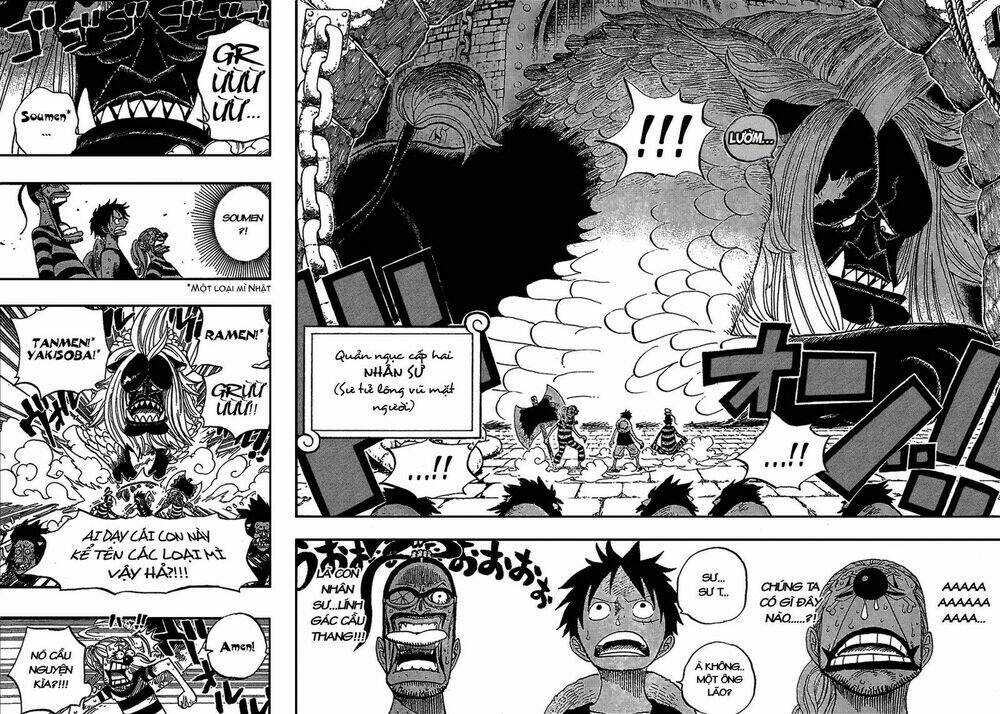 !!!
LƯỜM...
Quản ngục cấp hai
NHÂN SƯ
(Sư tử lông vũ mặt
người)
オン!!
...!!
...!!
AAAAA
AAAAAA
AAAA...
CHÚNG TA
CÓ GÌ ĐÂY
NÀO.....?!
SƯ...
SƯ T...
À KHÔNG..
MỘT ÔNG
LÃO?
LÀ CON
NHÂN
SƯ...LÍNH
GÁC CẦU
THANG!!!
GR
ỪỪỪ
ỪỪ...
Soumen*
...
SOUMEN
?!
*MỘT LOẠI MÌ NHẬT
RAMEN!*
GRỪỪ
ỪỪỪ!!
TANMEN!*
YAKISOBA!*
AI DẠY CÁI CON NÀY
KỂ TÊN CÁC LOẠI MÌ
VẬY HẢ?!!!
Amen!
NÓ CẦU
NGUYỆN
KÌA?!!!